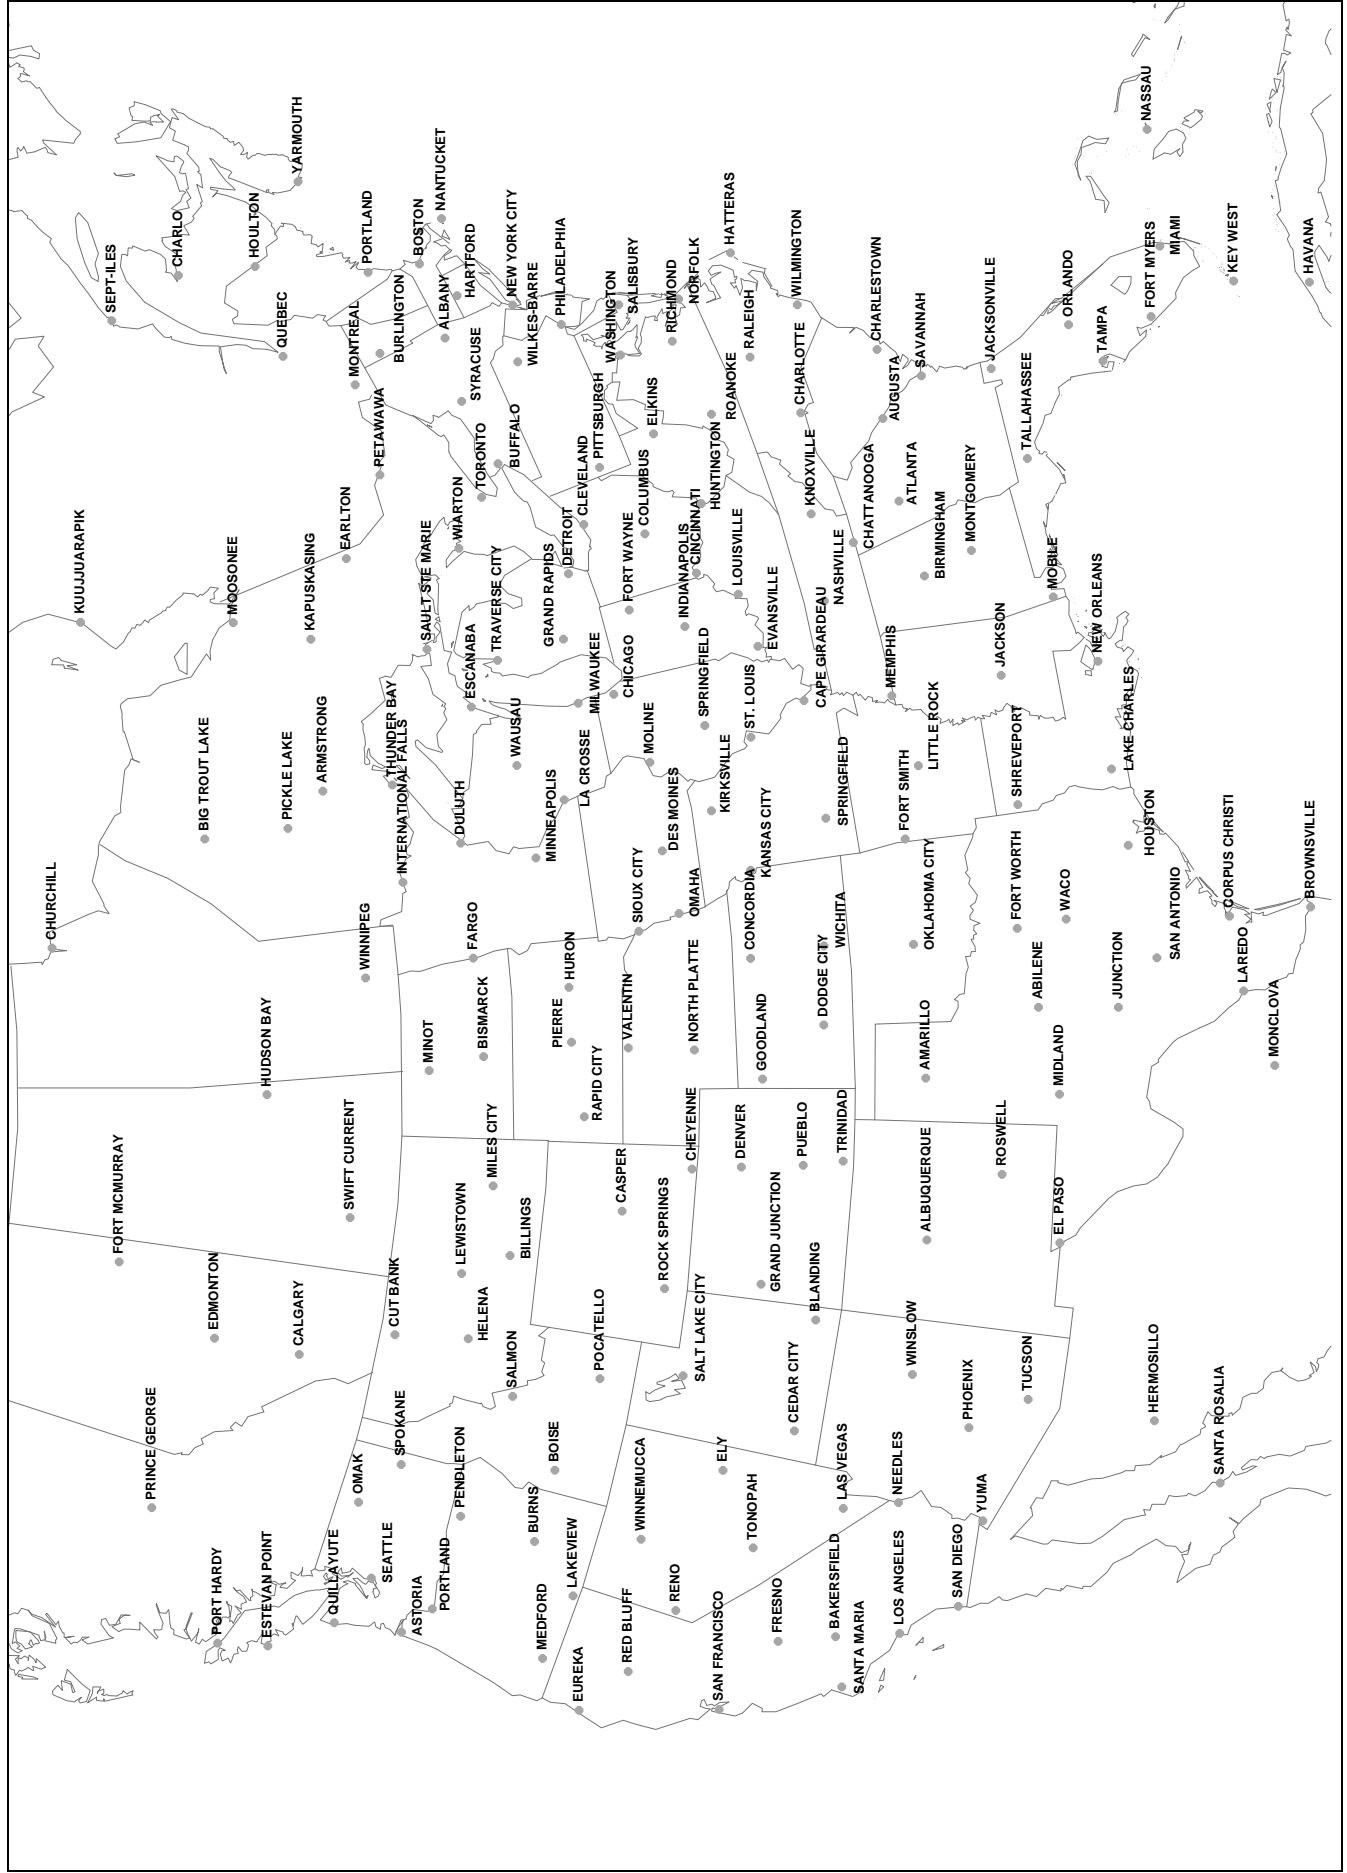 CHURCHILL
KUUJUARAPIK
SEPT-ILES
FORT MCMURRAY
PRINCE GEORGE
CHARLO
BIG TROUT LAKE
EDMONTON
PORT HARDY
MOOSONEE
HOULTON
HUDSON BAY
ESTEVAN POINT
PICKLE LAKE
QUEBEC
YARMOUTH
CALGARY
KAPUSKASING
ARMSTRONG
QUILLAYUTE
EARLTON
SWIFT CURRENT
MONTREAL
OMAK
WINNIPEG
PORTLAND
SEATTLE
PETAWAWA
BURLINGTON
THUNDER BAY
CUT BANK
SPOKANE
INTERNATIONAL FALLS
ASTORIA
BOSTON
SAULT STE MARIE
MINOT
PORTLAND
NANTUCKET
ALBANY
HARTFORD
WIARTON
DULUTH
PENDLETON
LEWISTOWN
SYRACUSE
HELENA
ESCANABA
FARGO
TORONTO
BISMARCK
MILES CITY
TRAVERSE CITY
BUFFALO
NEW YORK CITY
BILLINGS
SALMON
WAUSAU
WILKES-BARRE
BURNS
MINNEAPOLIS
MEDFORD
BOISE
PHILADELPHIA
GRAND RAPIDS
LA CROSSE
DETROIT
HURON
PIERRE
LAKEVIEW
EUREKA
MILWAUKEE
CLEVELAND
RAPID CITY
PITTSBURGH
POCATELLO
CHICAGO
WASHINGTON
SALISBURY
CASPER
VALENTIN
RED BLUFF
FORT WAYNE
SIOUX CITY
WINNEMUCCA
COLUMBUS
MOLINE
ELKINS
DES MOINES
ROCK SPRINGS
RICHMOND
RENO
NORFOLK
OMAHA
SALT LAKE CITY
INDIANAPOLIS
CHEYENNE
NORTH PLATTE
CINCINNATI
HUNTINGTON
SPRINGFIELD
ROANOKE
KIRKSVILLE
SAN FRANCISCO
ELY
HATTERAS
LOUISVILLE
DENVER
RALEIGH
ST. LOUIS
KANSAS CITY
CONCORDIA
TONOPAH
EVANSVILLE
GOODLAND
GRAND JUNCTION
FRESNO
CEDAR CITY
WILMINGTON
CHARLOTTE
PUEBLO
CAPE GIRARDEAU
KNOXVILLE
BLANDING
NASHVILLE
SPRINGFIELD
DODGE CITY
WICHITA
BAKERSFIELD
SANTA MARIA
LAS VEGAS
TRINIDAD
CHATTANOOGA
CHARLESTOWN
AUGUSTA
MEMPHIS
NEEDLES
LOS ANGELES
ATLANTA
FORT SMITH
WINSLOW
OKLAHOMA CITY
LITTLE ROCK
SAVANNAH
BIRMINGHAM
AMARILLO
ALBUQUERQUE
SAN DIEGO
PHOENIX
MONTGOMERY
YUMA
JACKSONVILLE
JACKSON
ROSWELL
SHREVEPORT
FORT WORTH
TALLAHASSEE
TUCSON
ABILENE
MOBILE
MIDLAND
EL PASO
WACO
ORLANDO
NEW ORLEANS
TAMPA
LAKE CHARLES
JUNCTION
HOUSTON
NASSAU
FORT MYERS
MIAMI
SAN ANTONIO
HERMOSILLO
SANTA ROSALIA
CORPUS CHRISTI
KEY WEST
LAREDO
MONCLOVA
HAVANA
BROWNSVILLE